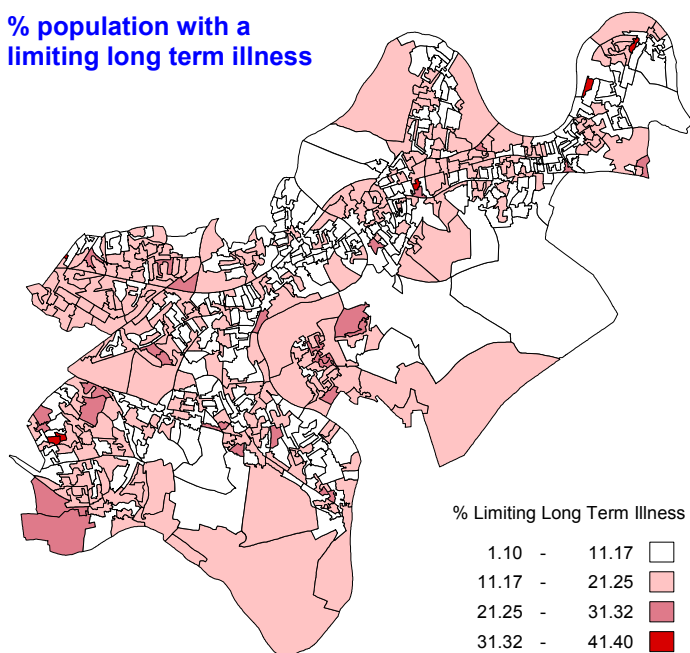 % population with a
limiting long term illness
% Limiting Long Term Illness
1.10 - 11.17
11.17 - 21.25
21.25 - 31.32
31.32 - 41.40